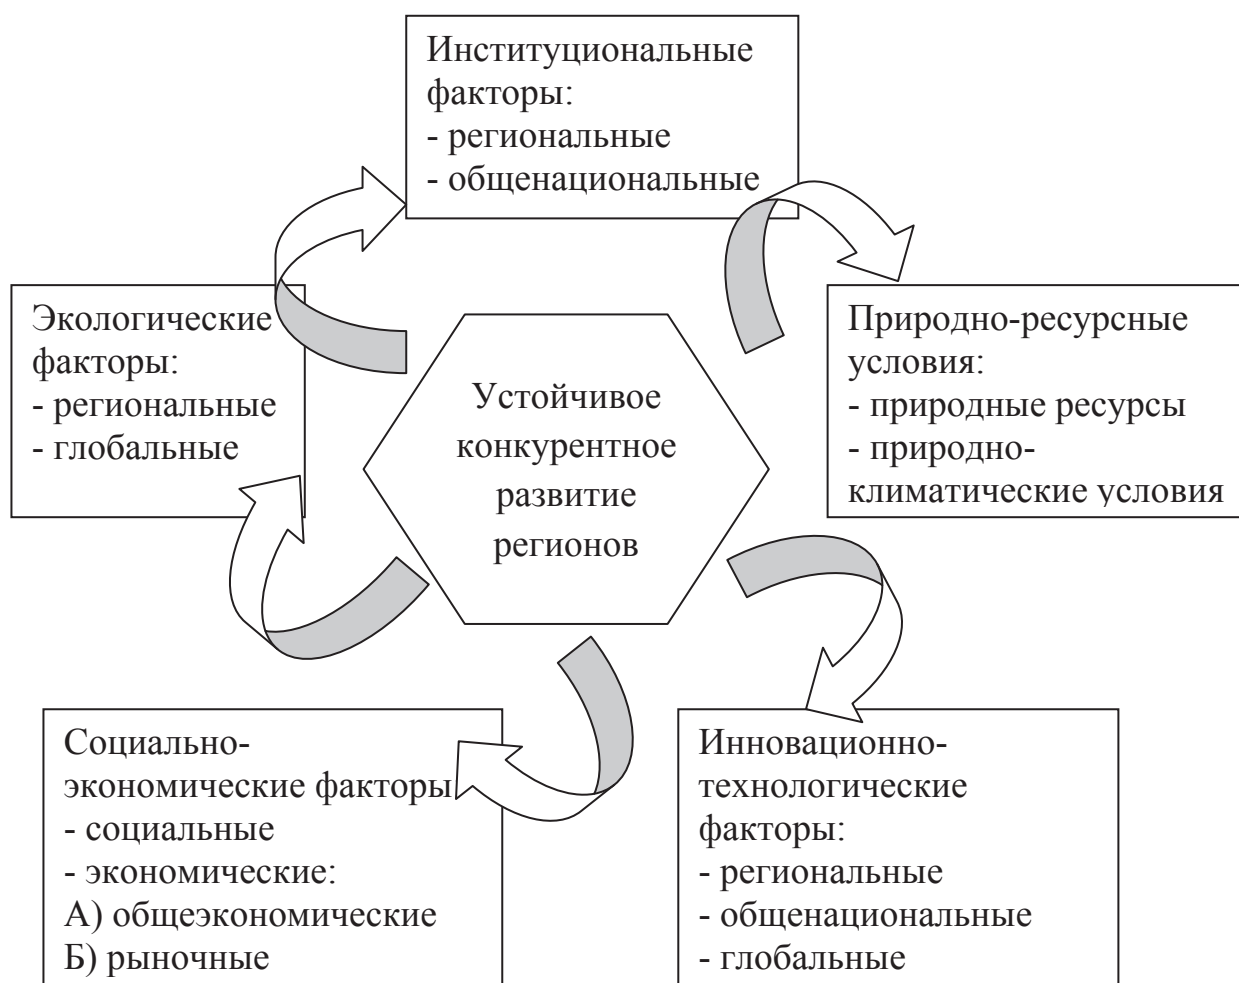 Институциональные
факторы:
- региональные
- общенациональные
Экологические
факторы:
- региональные
- глобальные
Устойчивое
конкурентное
развитие
регионов
Природно-ресурсные
условия:
- природные ресурсы
- природно-
климатические условия
Социально-
экономические факторы
- социальные
- экономические:
А) общеэкономические
Б) рыночные
Инновационно-
технологические
факторы:
- региональные
- общенациональные
- глобальные